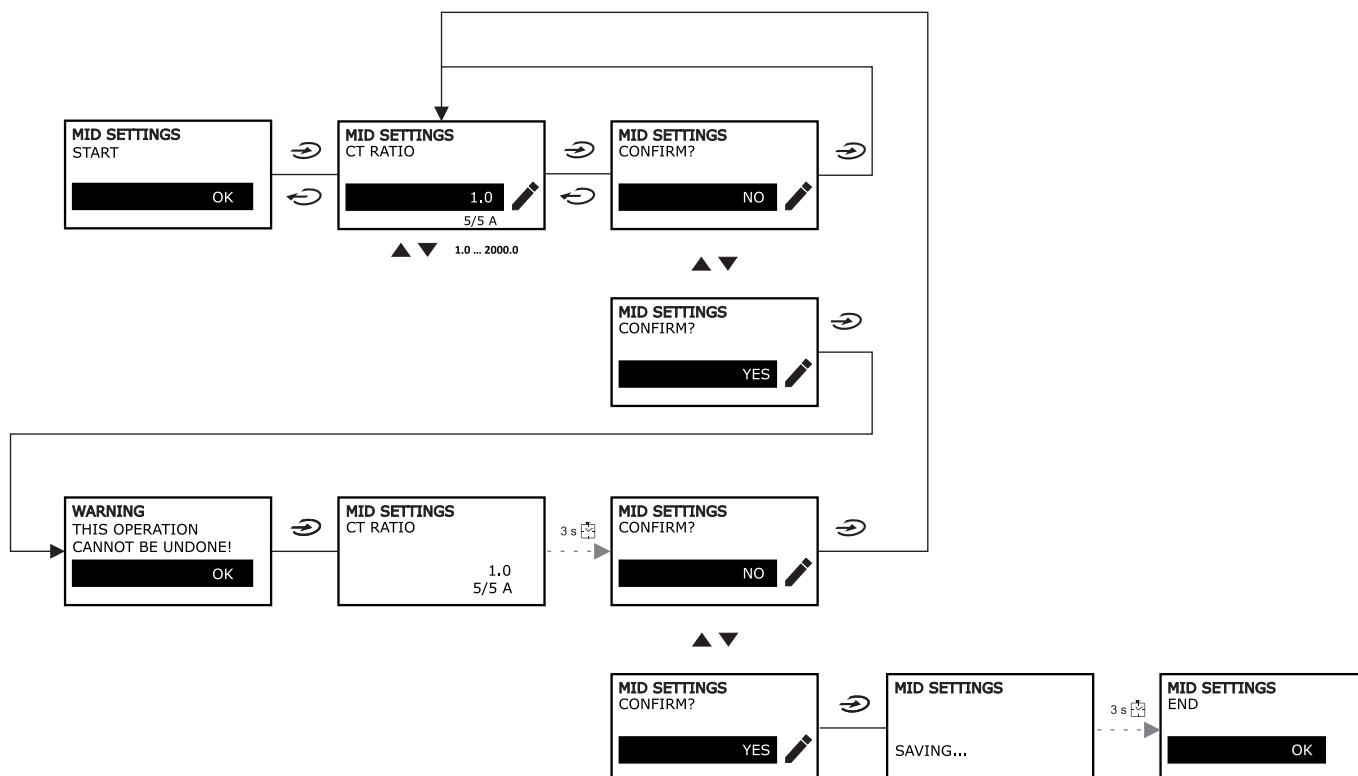 MID SETTINGS
START
OK
MID SETTINGS
CT RATIO
1.0
5/5 A
1.0 ... 2000.0
MID SETTINGS
CONFIRM?
NO
MID SETTINGS
CONFIRM?
YES
WARNING
THIS OPERATION
CANNOT BE UNDONE!
OK
MID SETTINGS
CT RATIO
1.0
5/5 A
3 s
MID SETTINGS
CONFIRM?
NO
MID SETTINGS
CONFIRM?
YES
MID SETTINGS
SAVING...
3 s
MID SETTINGS
END
OK